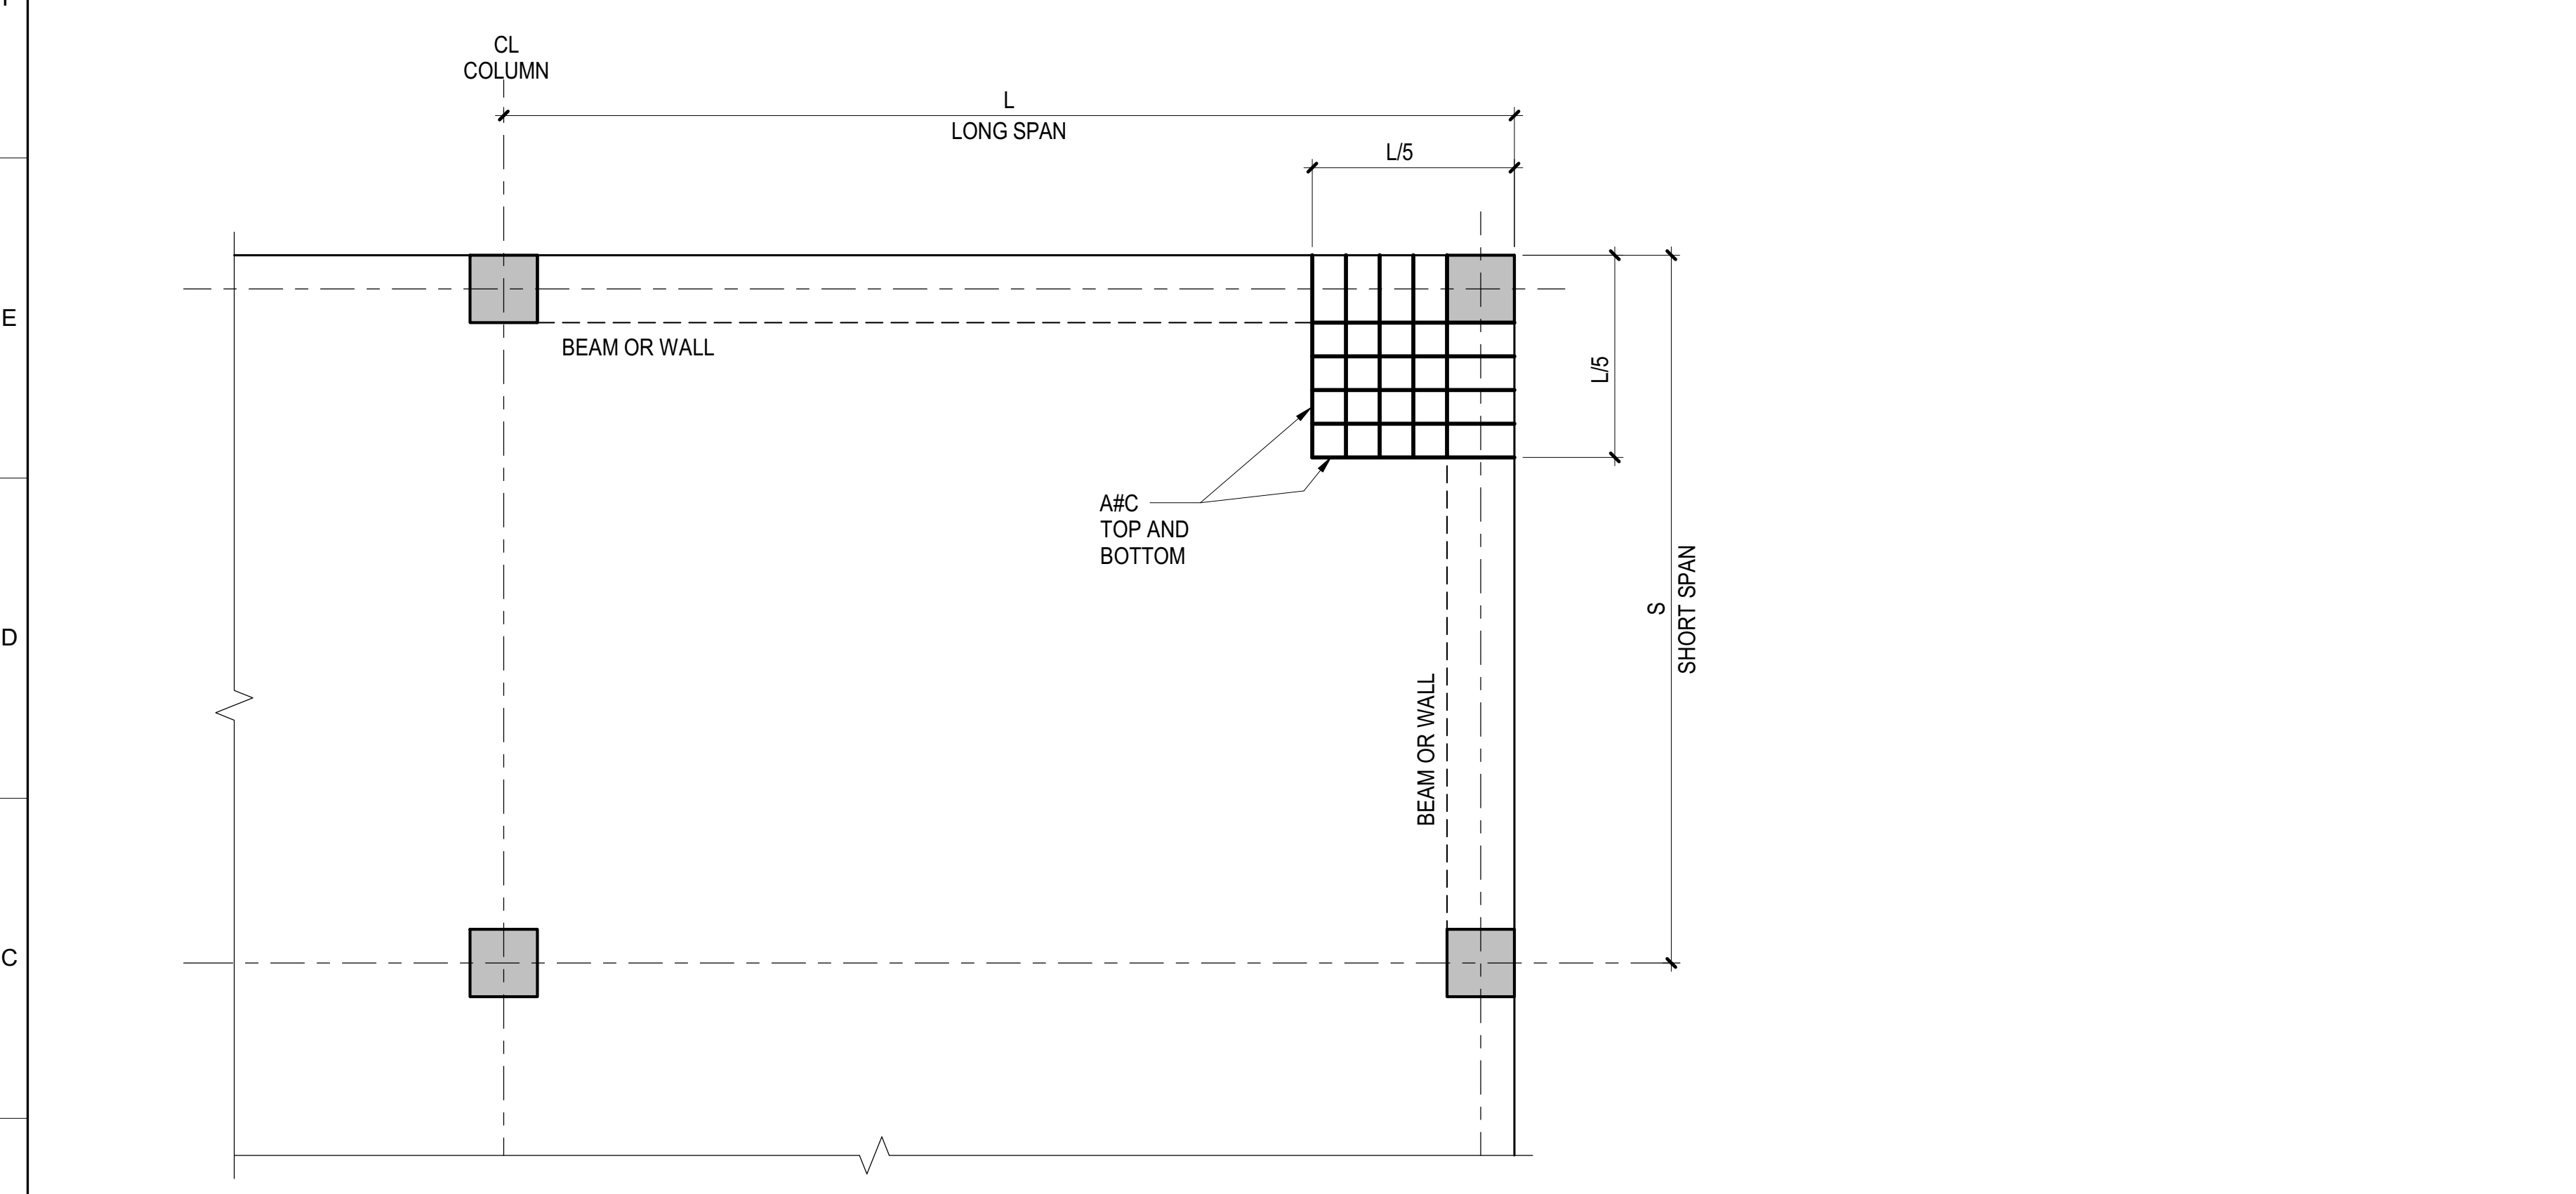 CL
COLUMN
L
LONG SPAN
L/5
E
BEAM OR WALL
L/5
A#C
TOP AND
BOTTOM
S
SHORT SPAN
D
BEAM OR WALL
C